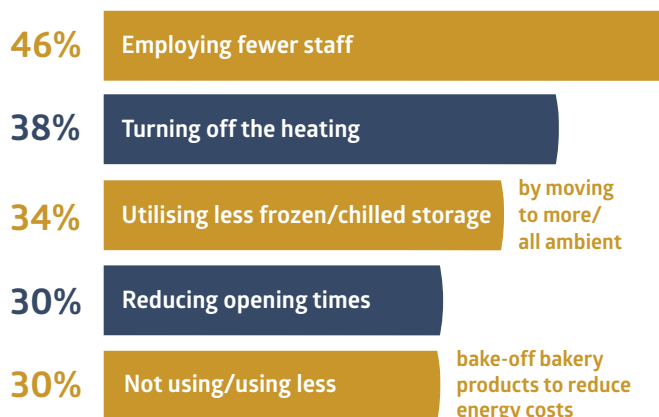 46% Employing fewer staff
38% Turning off the heating
34% Utilising less frozen/chilled storage
by moving
to more/
all ambient
30% Reducing opening times
30% Not using/using less
bake-off bakery
products to reduce
energy costs